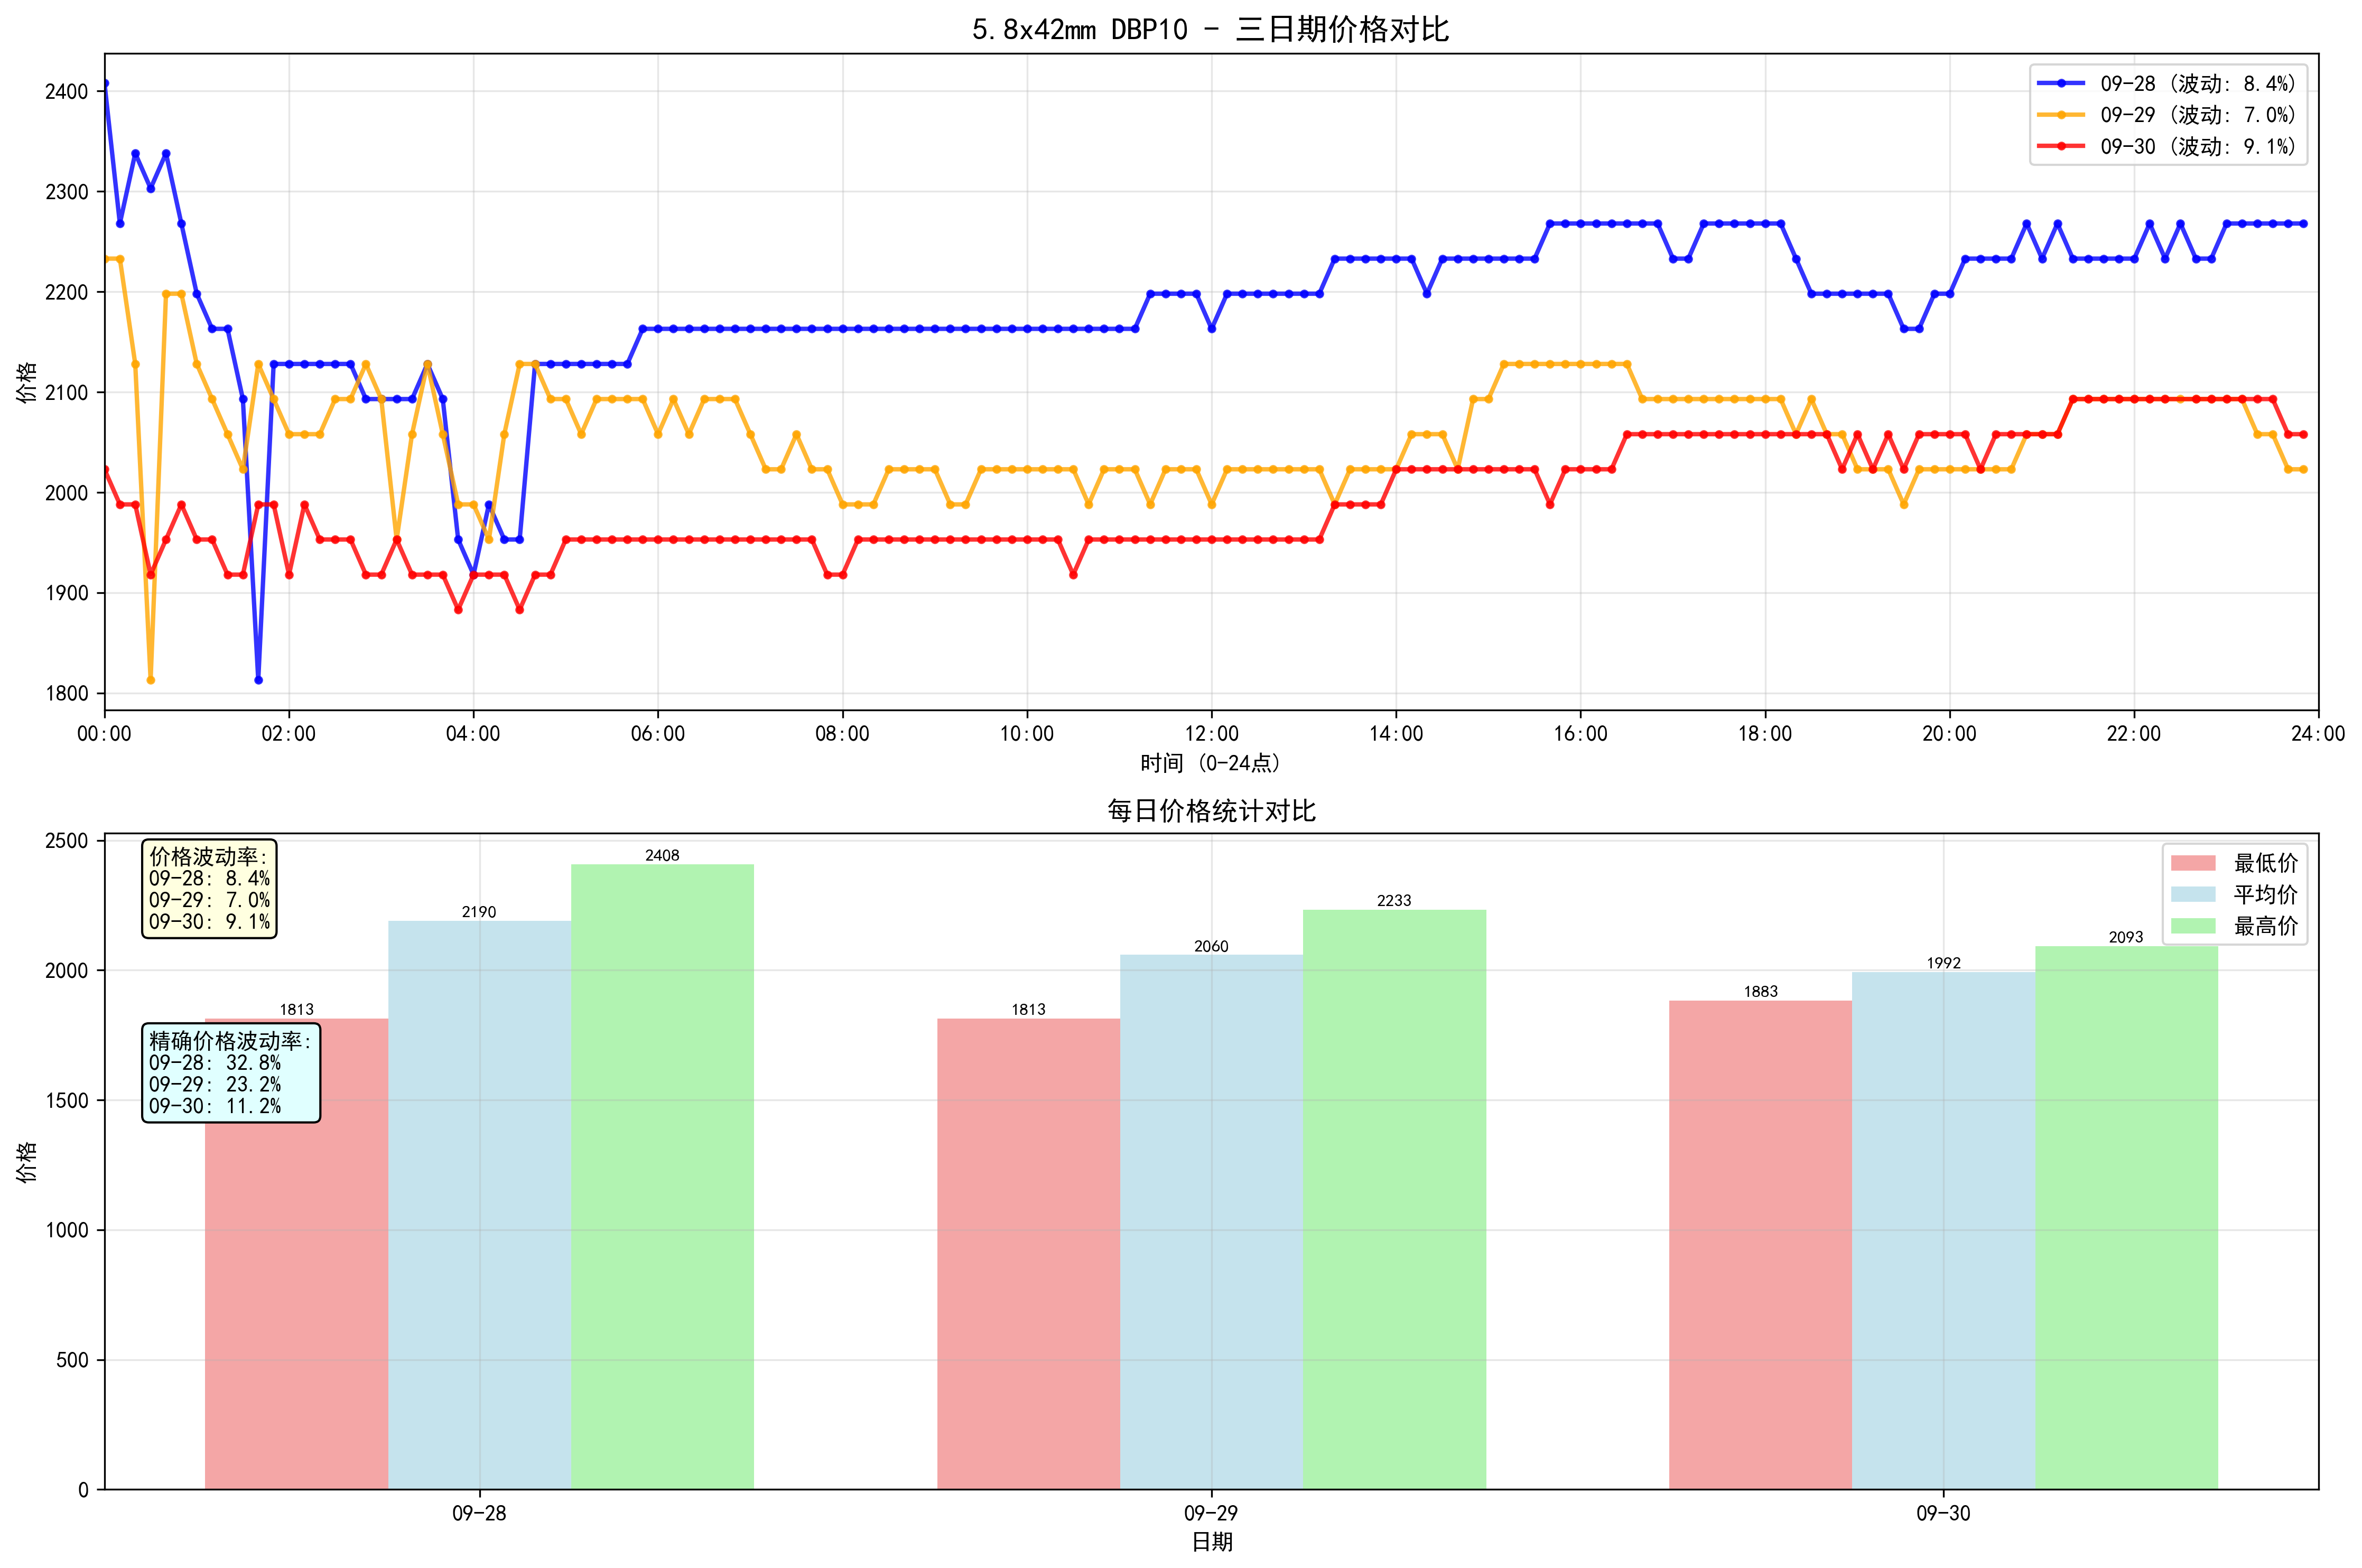 5.8x42mm DBP10 - 三日期价格对比
09-28 (波动: 8.4%)
09-29 (波动: 7.0%)
09-30 (波动: 9.1%)
价格
2400
2300
2200
2100
2000
1900
1800
00:00 02:00 04:00 06:00 08:00 10:00 12:00 14:00 16:00 18:00 20:00 22:00 24:00
时间 (0-24点)
每日价格统计对比
价格波动率:
09-28: 8.4%
09-29: 7.0%
09-30: 9.1%
精确价格波动率:
09-28: 32.8%
09-29: 23.2%
09-30: 11.2%
最低价
平均价
最高价
1813 2190 2408
1813 2060 2233
1883 1992 2093
价格
2500
2000
1500
1000
500
0
09-28 09-29 09-30
日期